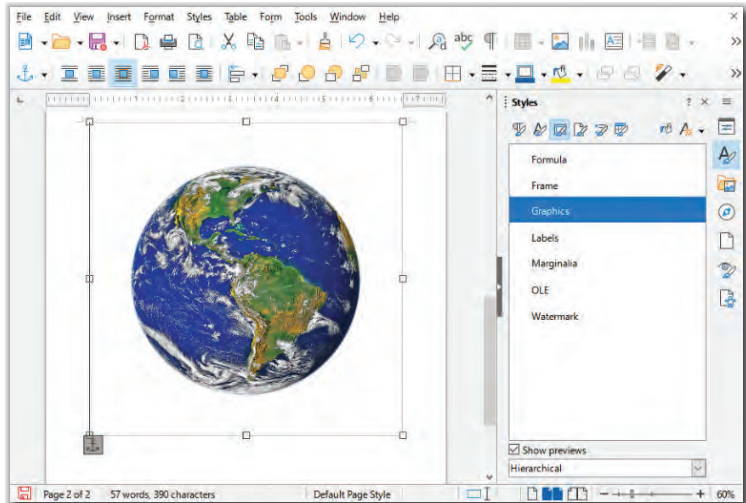 File Edit View Insert Format Styles Table Form Tools Window Help
abc
Styles
Formula
Frame
Graphics
Labels
Marginalia
OLE
Watermark
Show previews
Hierarchical
Page 2 of 2 57 words, 390 characters Default Page Style 60%